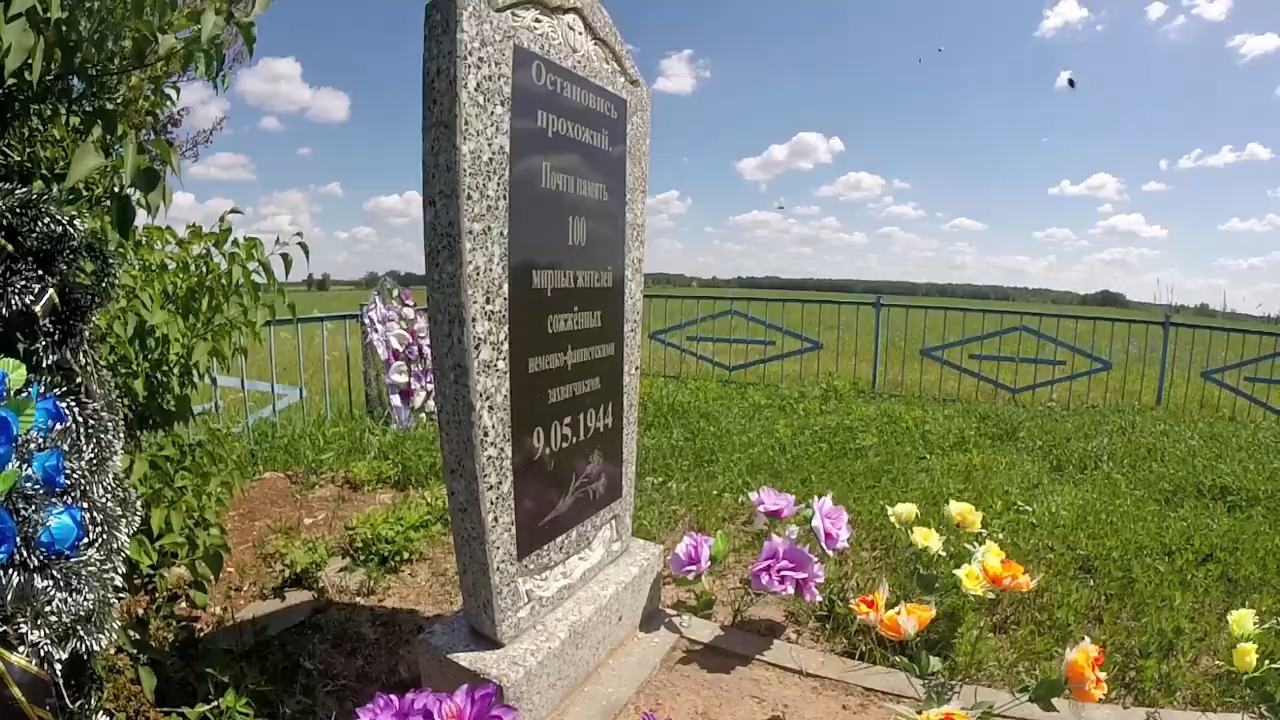 Остановись
прохожий.
Почти память
100
мирных жителей
сожжённых
немецко-фашистскими
захватчиками.
9.05.1944